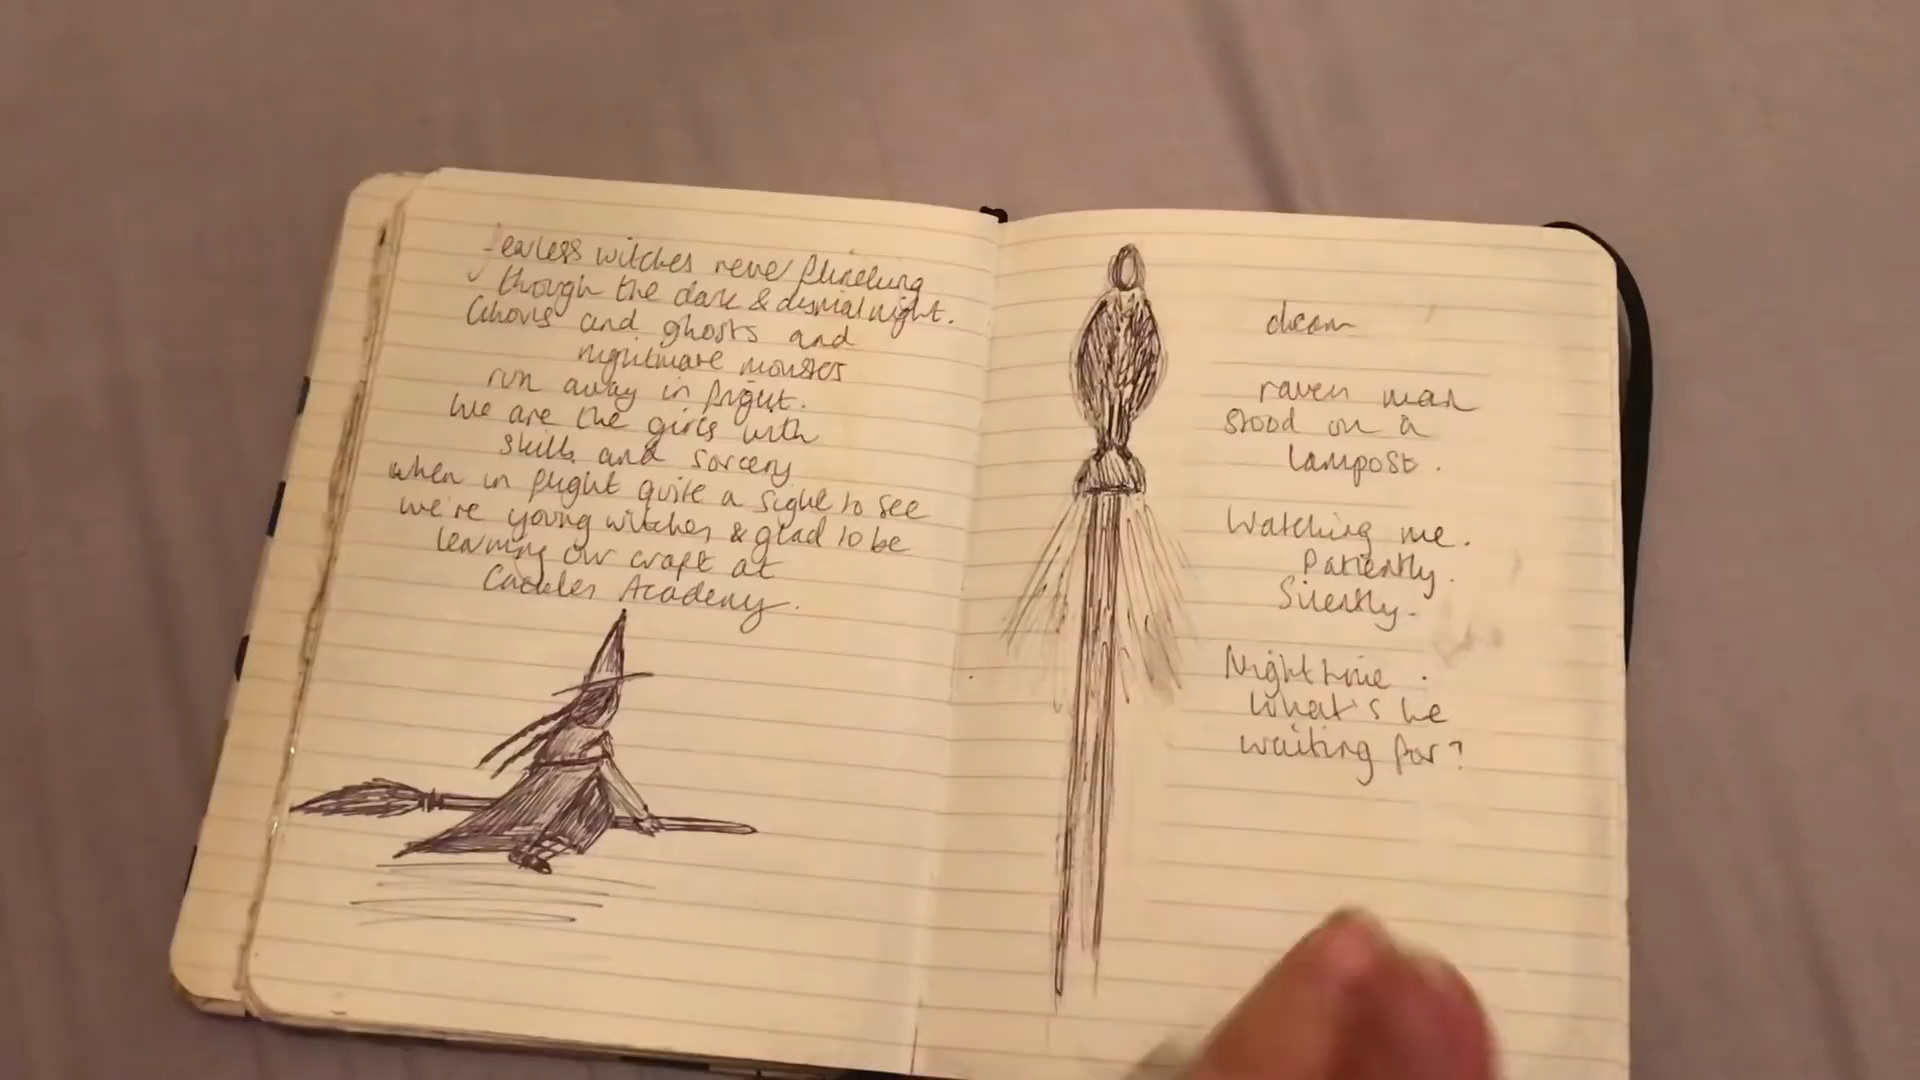 fearless witches never flinching
through the dark & dismal night.
Ghouls and ghosts and
nightmare monsters
run away in fright.
We are the girls with
skills and sorcery
when in flight quite a sight to see
we're young witches & glad to be
learning our craft at
Cackles Academy.
dream
raven man
stood on a
lampost.
Watching me.
Patiently.
Silently.
Night time.
What's he
waiting for?